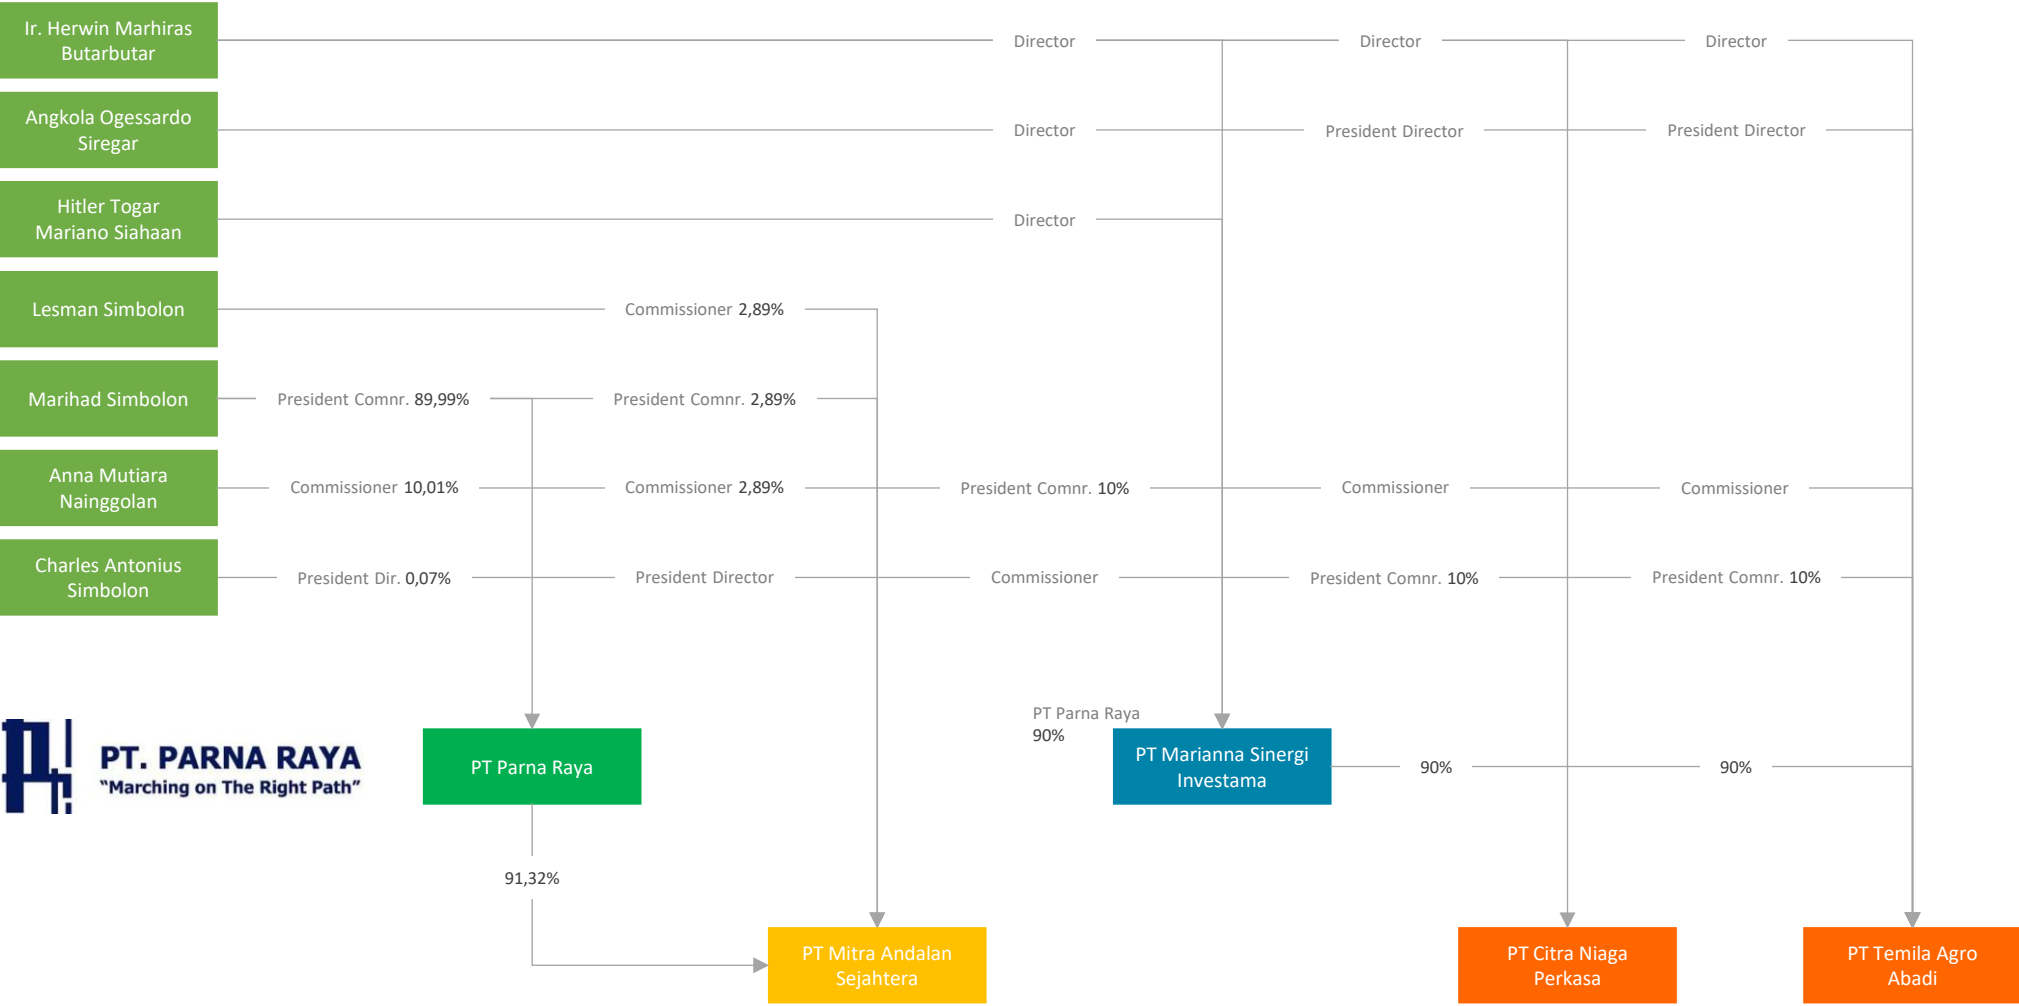 Ir. Herwin Marhiras
Butarbutar
Director
Director
Director
Angkola Ogessardo
Siregar
Director
President Director
President Director
Hitler Togar
Mariano Siahaan
Director
Lesman Simbolon
Commissioner 2,89%
Marihad Simbolon
President Comnr. 89,99%
President Comnr. 2,89%
Anna Mutiara
Nainggolan
Commissioner 10,01%
Commissioner 2,89%
President Comnr. 10%
Commissioner
Commissioner
Charles Antonius
Simbolon
President Dir. 0,07%
President Director
Commissioner
President Comnr. 10%
President Comnr. 10%
PT. PARNA RAYA
“Marching on The Right Path”
PT Parna Raya
PT Parna Raya
90%
PT Marianna Sinergi
Investama
90%
90%
91,32%
PT Mitra Andalan
Sejahtera
PT Citra Niaga
Perkasa
PT Temila Agro
Abadi